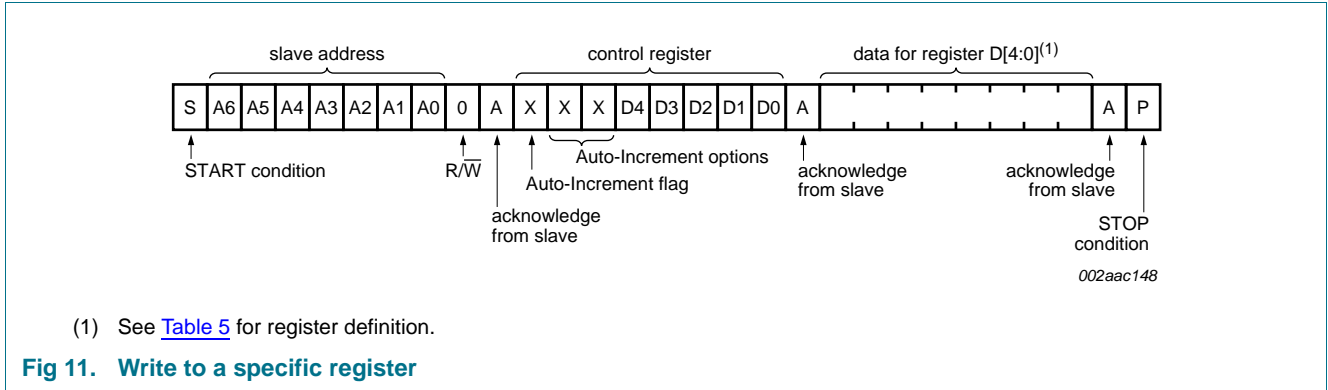 slave address control register data for register D[4:0](1)
S A6 A5 A4 A3 A2 A1 A0 0 A X X X D4 D3 D2 D1 D0 A A P
START condition R/W Auto-Increment options
Auto-Increment flag
acknowledge
from slave
acknowledge
from slave
acknowledge
from slave
STOP
condition
002aac148
(1) See Table 5 for register definition.
Fig 11. Write to a specific register